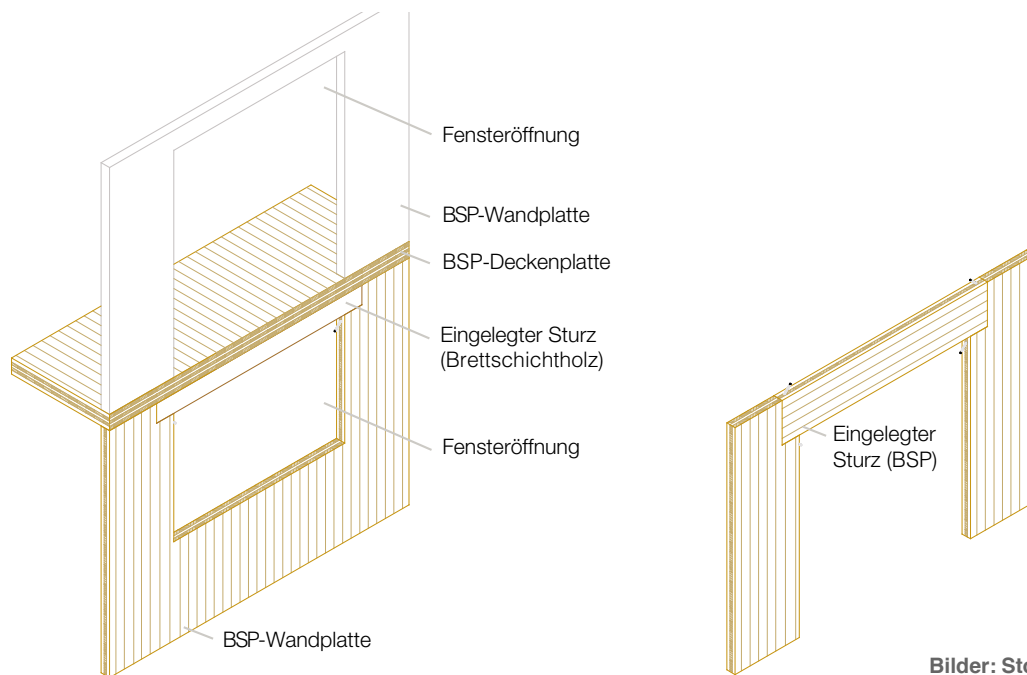 Fensteröffnung
BSP-Wandplatte
BSP-Deckenplatte
Eingelegter Sturz
(Brettschichtholz)
Fensteröffnung
BSP-Wandplatte
Eingelegter
Sturz (BSP)
Bilder: